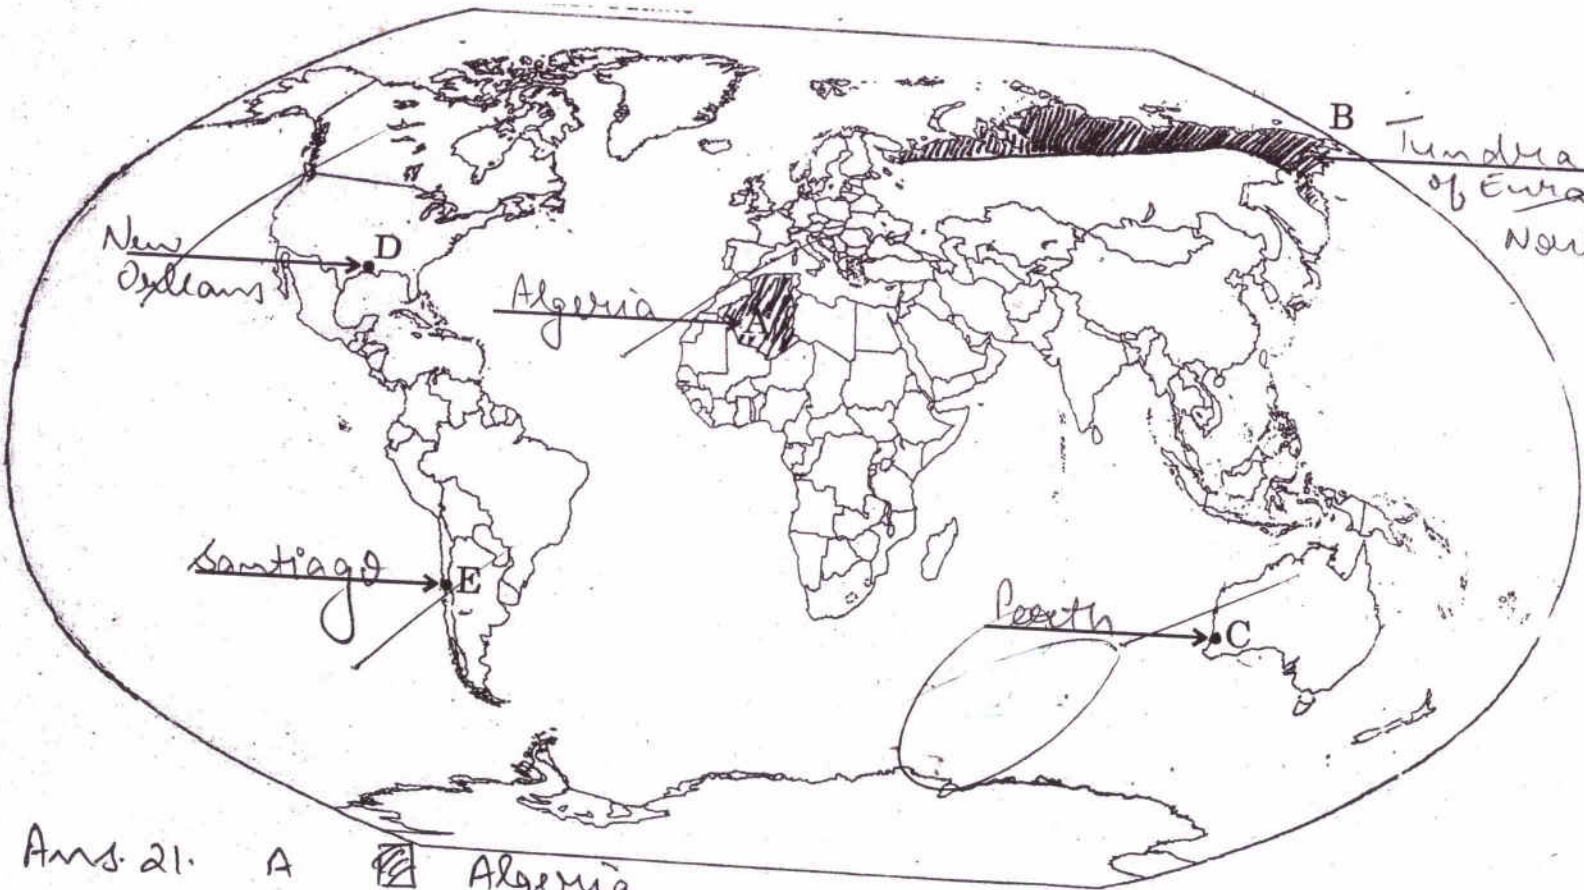 B
Tundra
of Eura
Nor
New
D
Orleans
Algeria
A
Santiago
E
Perth
C
Ans. 21. A Algeria